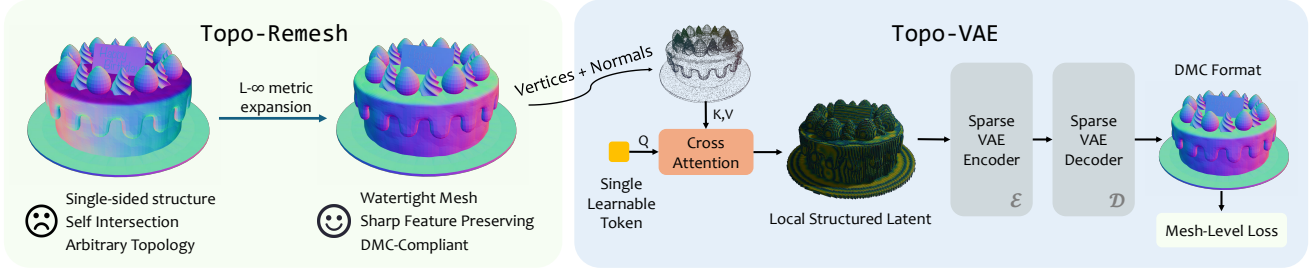 Topo-Remesh
L-∞ metric
expansion
Single-sided structure
Self Intersection
Arbitrary Topology
Watertight Mesh
Sharp Feature Preserving
DMC-Compliant
Vertices + Normals
Topo-VAE
K,V
Q
Cross
Attention
Single
Learnable
Token
Local Structured Latent
Sparse
VAE
Encoder
ℰ
Sparse
VAE
Decoder
𝒟
DMC Format
Mesh-Level Loss